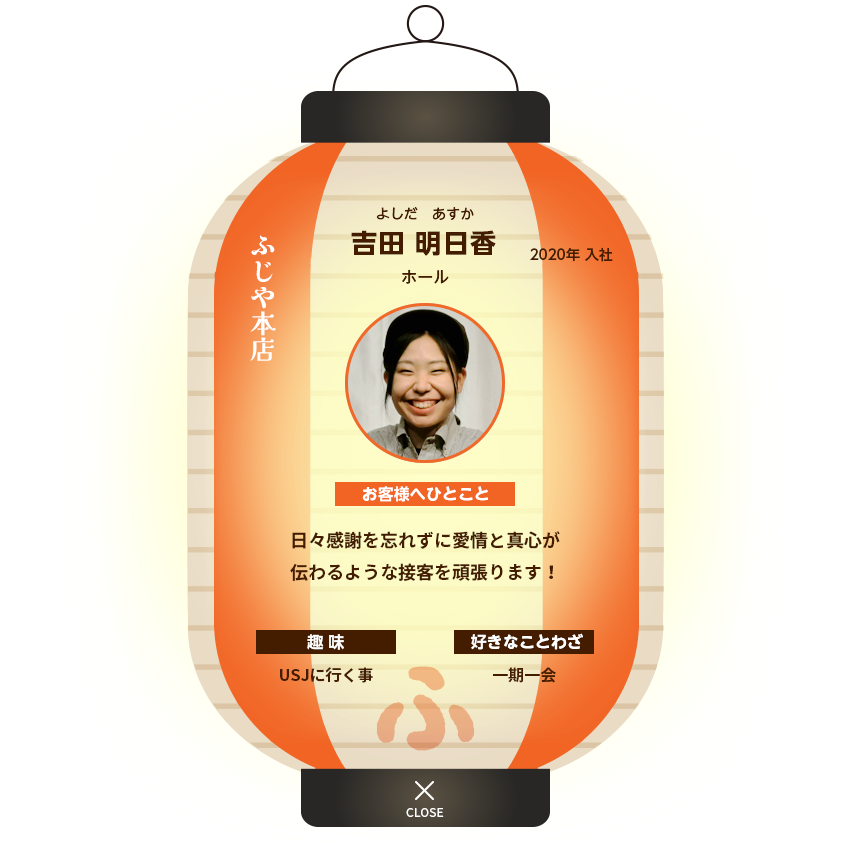 よしだ　あすか
吉田 明日香
2020年 入社
ホール
ふじや本店
お客様へひとこと
日々感謝を忘れずに愛情と真心が
伝わるような接客を頑張ります！
趣 味
好きなことわざ
USJに行く事
一期一会
ふ
CLOSE